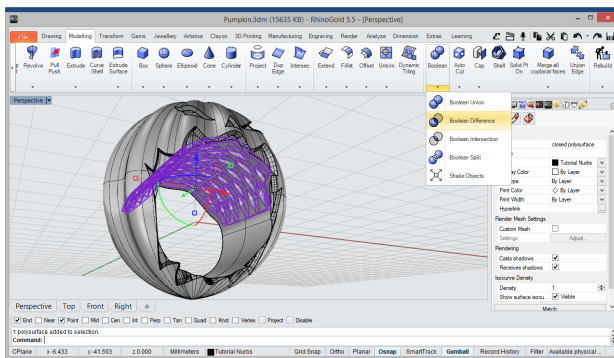 Pumpkin.3dm (15635 KB) - RhinoGold 5.5 - [Perspective]
File Drawing Modelling Transform Gems Jewellery Artistics Clayoo 3D Printing Manufacturing Engraving Render Analyze Dimension Extras Learning
Revolve Pull Push Extrude Curve Shell Extrude Surface Box Sphere Ellipsoid Cone Cylinder Project Dup Edge Intersec Extend Fillet Offset Untrim Dynamic Tiling Boolean Auto Cut Cap Shell Solid Pt On Merge all coplanar faces Unjoin Edge Rebuild
Perspective
Boolean Union
Boolean Difference
Boolean Intersection
Boolean Split
Shake Objects
closed polysurface
Tutorial Nurbs
Color By Layer
By Layer
Print Color By Layer
Print Width By Layer
Hyperlink
Render Mesh Settings
Custom Mesh
Settings Adjust...
Rendering
Casts shadows
Receives shadows
Isocurve Density
Density 1
Show surface isocu... Visible
Match
Perspective Top Front Right
End Near Point Mid Cen Int Perp Tan Quad Knot Vertex Project Disable
1 polysurface added to selection.
Command:
CPlane x -6.433 y -41.503 z 0.000 Millimeters Tutorial Nurbs Grid Snap Ortho Planar Osnap SmartTrack Gumball Record History Filter Available physical ...